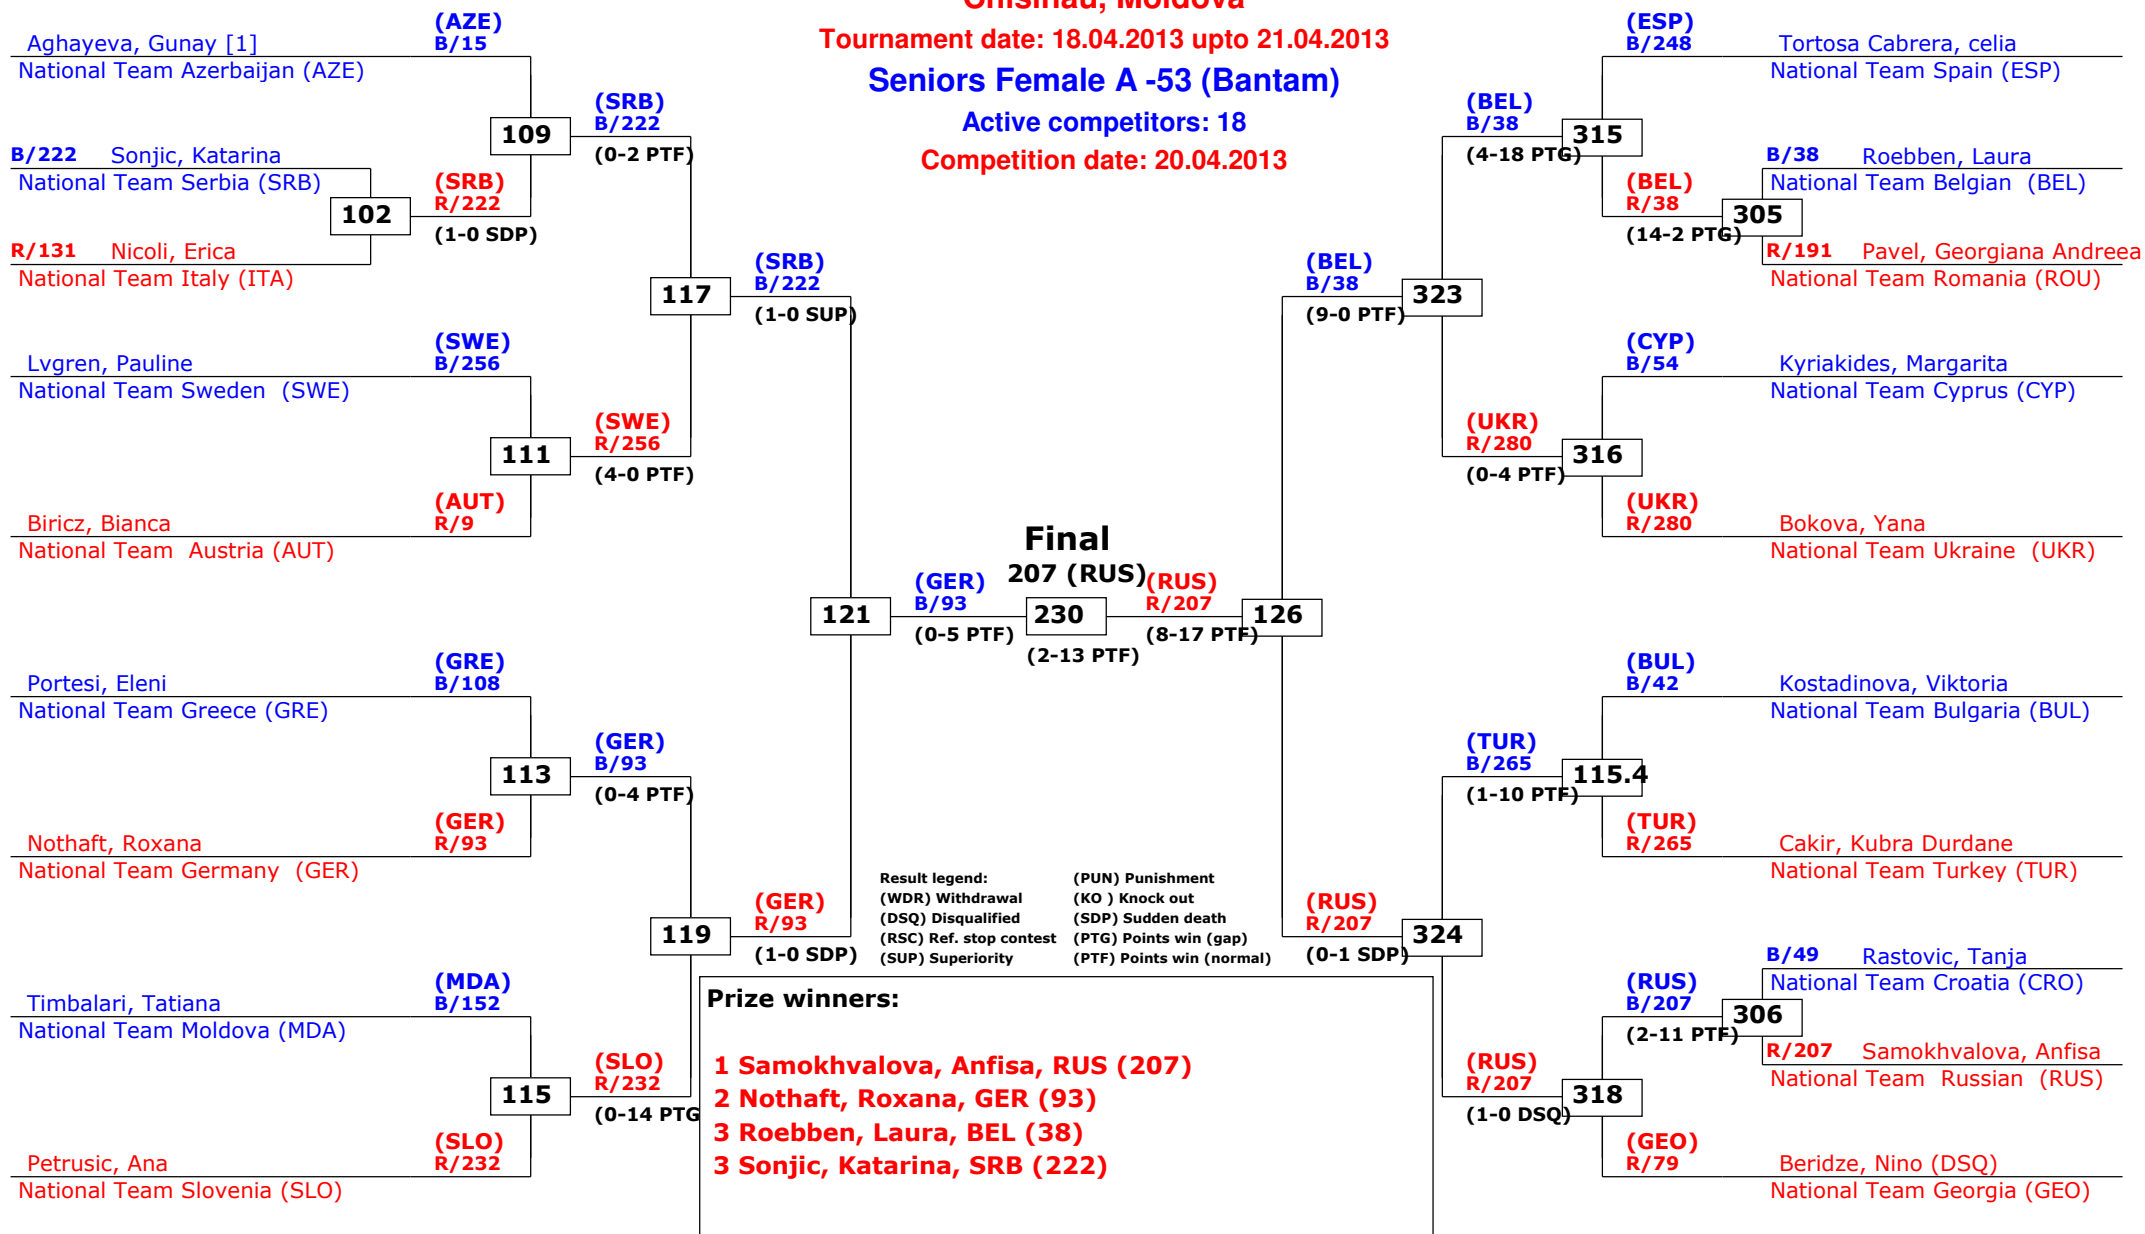 Chisinau, Moldova
Tournament date: 18.04.2013 upto 21.04.2013
Seniors Female A -53 (Bantam)
Active competitors: 18
Competition date: 20.04.2013
Aghayeva, Gunay [1]
(AZE)
B/15
National Team Azerbaijan (AZE)
B/222 Sonjic, Katarina
National Team Serbia (SRB)
102
R/131 Nicoli, Erica
National Team Italy (ITA)
(SRB)
R/222
(1-0 SDP)
109
(SRB)
B/222
(0-2 PTF)
Lvgren, Pauline
(SWE)
B/256
National Team Sweden (SWE)
111
Biricz, Bianca
(AUT)
R/9
National Team Austria (AUT)
(SWE)
R/256
(4-0 PTF)
117
(SRB)
B/222
(1-0 SUP)
Portesi, Eleni
(GRE)
B/108
National Team Greece (GRE)
113
Nothaft, Roxana
(GER)
R/93
National Team Germany (GER)
(GER)
B/93
(0-4 PTF)
Timbalari, Tatiana
(MDA)
B/152
National Team Moldova (MDA)
115
Petrusic, Ana
(SLO)
R/232
National Team Slovenia (SLO)
(SLO)
R/232
(0-14 PTG
119
(GER)
R/93
(1-0 SDP)
121
(GER)
B/93
(0-5 PTF)
Final
207 (RUS)
230
(2-13 PTF)
(RUS)
R/207
(8-17 PTF)
126
(BEL)
B/38
(9-0 PTF)
323
(BEL)
B/38
(4-18 PTG)
315
(ESP)
B/248
Tortosa Cabrera, celia
National Team Spain (ESP)
(BEL)
R/38
(14-2 PTG)
305
B/38 Roebben, Laura
National Team Belgian (BEL)
R/191 Pavel, Georgiana Andreea
National Team Romania (ROU)
(UKR)
R/280
(0-4 PTF)
316
(CYP)
B/54
Kyriakides, Margarita
National Team Cyprus (CYP)
(UKR)
R/280
Bokova, Yana
National Team Ukraine (UKR)
(RUS)
R/207
(0-1 SDP)
324
(TUR)
B/265
(1-10 PTF)
115.4
(BUL)
B/42
Kostadinova, Viktoria
National Team Bulgaria (BUL)
(TUR)
R/265
Cakir, Kubra Durdane
National Team Turkey (TUR)
(RUS)
R/207
(1-0 DSQ)
318
(RUS)
B/207
(2-11 PTF)
306
B/49 Rastovic, Tanja
National Team Croatia (CRO)
R/207 Samokhvalova, Anfisa
National Team Russian (RUS)
(GEO)
R/79
Beridze, Nino (DSQ)
National Team Georgia (GEO)
Result legend:
(WDR) Withdrawal
(DSQ) Disqualified
(RSC) Ref. stop contest
(SUP) Superiority
(PUN) Punishment
(KO ) Knock out
(SDP) Sudden death
(PTG) Points win (gap)
(PTF) Points win (normal)
Prize winners:
1 Samokhvalova, Anfisa, RUS (207)
2 Nothaft, Roxana, GER (93)
3 Roebben, Laura, BEL (38)
3 Sonjic, Katarina, SRB (222)